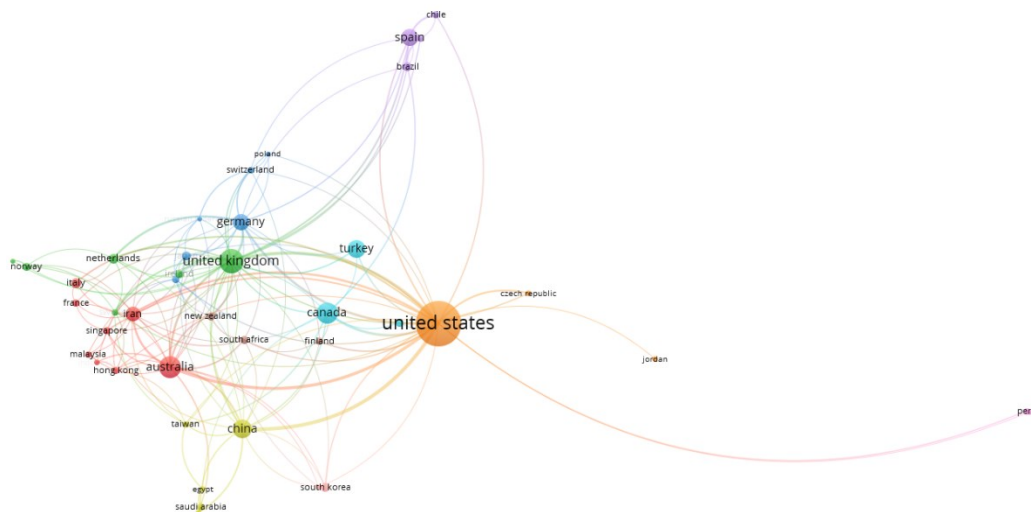 chile
spain
brazil
poland
switzerland
germany
turkey
netherlands
united kingdom
norway
ireland
italy
czech republic
france
iran
new zealand
canada
united states
singapore
south africa
finland
malaysia
hong kong
australia
jordan
per
taiwan
china
egypt
south korea
saudi arabia